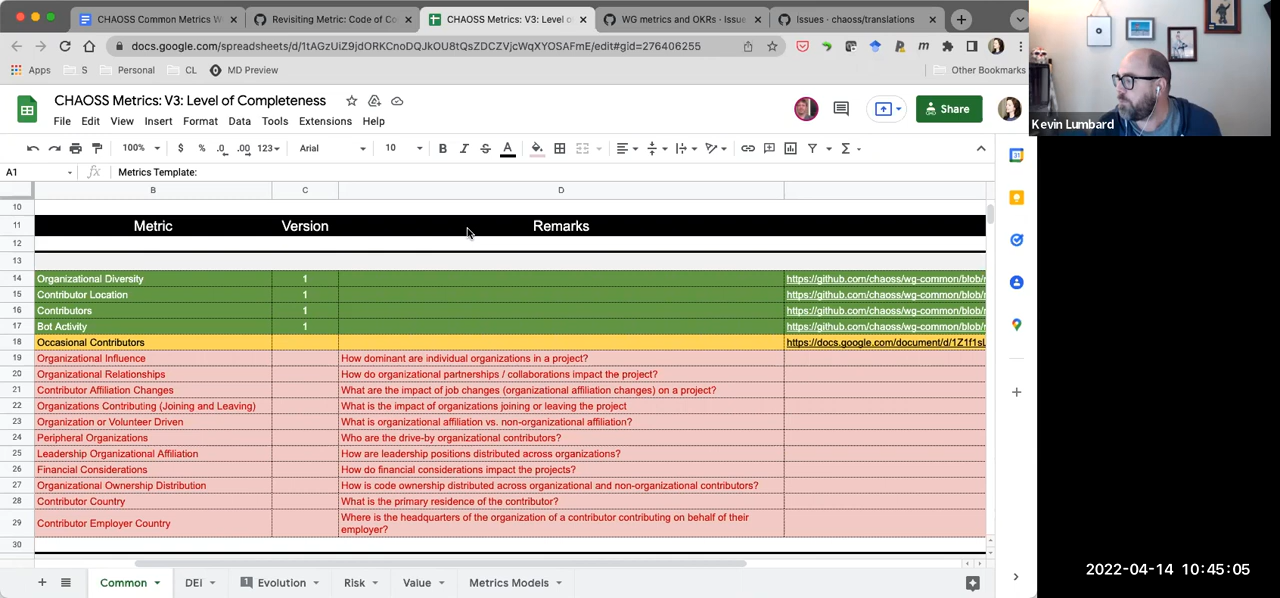 CHAOSS Common Metrics W
Revisiting Metric: Code of Co
CHAOSS Metrics: V3: Level o
WG metrics and OKRs · Issue
Issues · chaoss/translations
docs.google.com/spreadsheets/d/1tAGzUiZ9jdORKCnoDQJkOU8tQsZDCZVjcWqXYOSAFmE/edit#gid=276406255
Apps S Personal CL MD Preview Other Bookmarks
CHAOSS Metrics: V3: Level of Completeness
Share
File Edit View Insert Format Data Tools Extensions Help
100% $ % .0 .00 123 Arial 10 B I S A
A1 fx Metrics Template:
B C D
10
11 Metric Version Remarks
12
13
14 Organizational Diversity 1 https://github.com/chaoss/wg-common/blob/
15 Contributor Location 1 https://github.com/chaoss/wg-common/blob/
16 Contributors 1 https://github.com/chaoss/wg-common/blob/
17 Bot Activity 1 https://github.com/chaoss/wg-common/blob/
18 Occasional Contributors https://docs.google.com/document/d/1Z1f1s
19 Organizational Influence How dominant are individual organizations in a project?
20 Organizational Relationships How do organizational partnerships / collaborations impact the project?
21 Contributor Affiliation Changes What are the impact of job changes (organizational affiliation changes) on a project?
22 Organizations Contributing (Joining and Leaving) What is the impact of organizations joining or leaving the project
23 Organization or Volunteer Driven What is organizational affiliation vs. non-organizational affiliation?
24 Peripheral Organizations Who are the drive-by organizational contributors?
25 Leadership Organizational Affiliation How are leadership positions distributed across organizations?
26 Financial Considerations How do financial considerations impact the projects?
27 Organizational Ownership Distribution How is code ownership distributed across organizational and non-organizational contributors?
28 Contributor Country What is the primary residence of the contributor?
29 Contributor Employer Country Where is the headquarters of the organization of a contributor contributing on behalf of their
employer?
30
Common DEI 1 Evolution Risk Value Metrics Models
Kevin Lumbard
2022-04-14 10:45:05